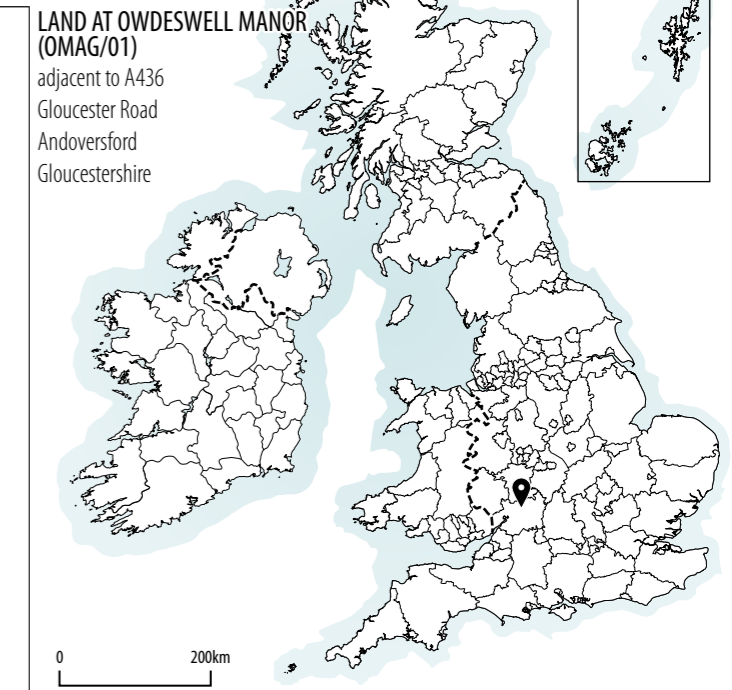 LAND AT OWDESWELL MANOR
(OMAG/01)
adjacent to A436
Gloucester Road
Andoversford
Gloucestershire
0 200km